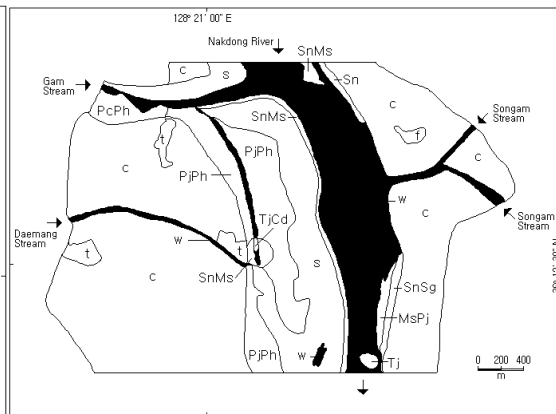 128° 21' 00" E
Nakdong River
SnMs
c
s
Sn
Gam
Stream
SnMs
PcPh
t
PjPh
f
Songam
Stream
c
c
PjPh
TjCd
w
c
Songam
Stream
Daemang
Stream
w
t
t
SnMs
c
s
SnSg
MsPj
PjPh
w
Tj
0 200 400
m